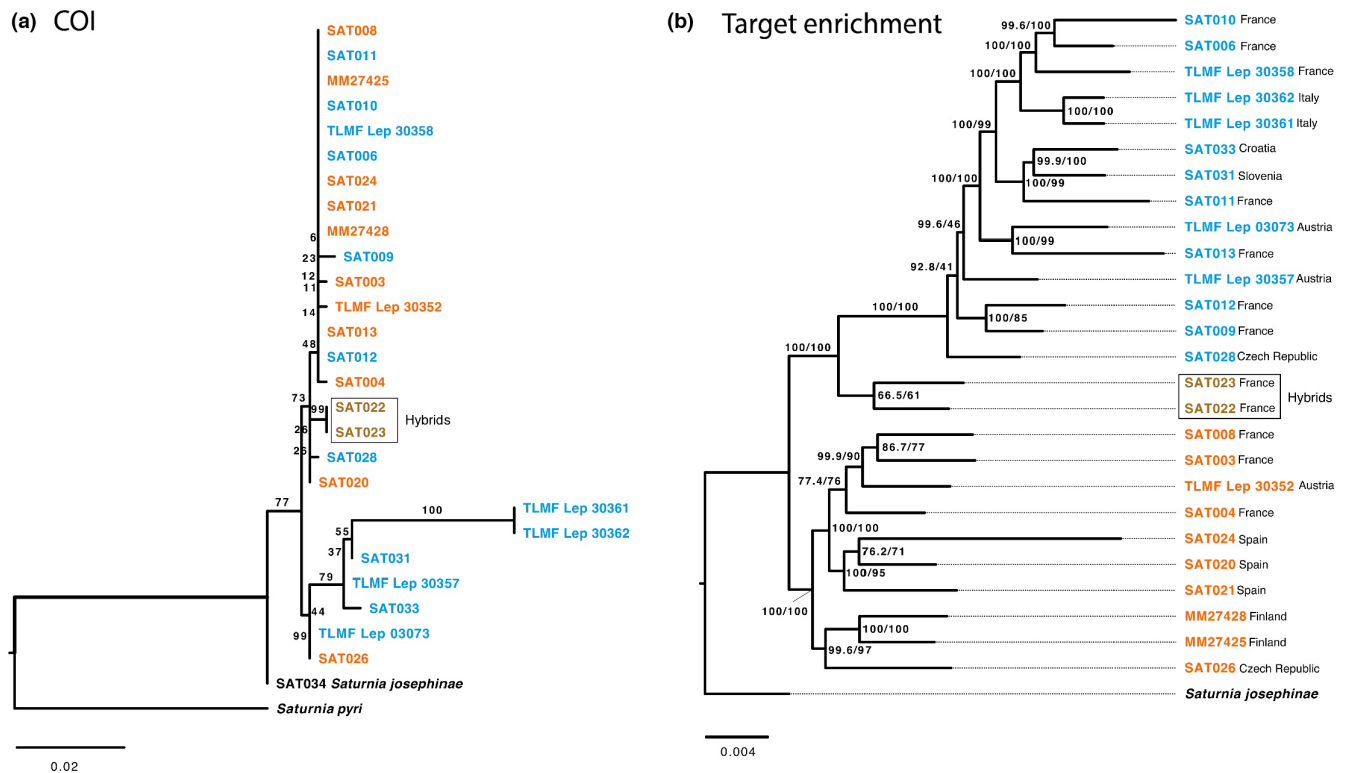 (a) COI
SAT008
SAT011
MM27425
SAT010
TLMF Lep 30358
SAT006
SAT024
SAT021
MM27428
6
SAT009
23
SAT003
12
11
TLMF Lep 30352
14
SAT013
48
SAT012
SAT004
73
99
SAT022
SAT023
Hybrids
26
26
SAT028
SAT020
77
100
TLMF Lep 30361
TLMF Lep 30362
55
37
SAT031
79
TLMF Lep 30357
SAT033
44
99
TLMF Lep 03073
SAT026
SAT034 Saturnia josephinae
Saturnia pyri
0.02
(b) Target enrichment
99.6/100
SAT010 France
SAT006 France
100/100
TLMF Lep 30358 France
100/100
TLMF Lep 30362 Italy
100/100
TLMF Lep 30361 Italy
100/99
SAT033 Croatia
99.9/100
SAT031 Slovenia
100/99
SAT011 France
100/100
TLMF Lep 03073 Austria
100/99
SAT013 France
99.6/46
TLMF Lep 30357 Austria
92.8/41
SAT012 France
100/85
SAT009 France
100/100
SAT028 Czech Republic
100/100
SAT023 France
66.5/61
SAT022 France
Hybrids
SAT008 France
86.7/77
SAT003 France
99.9/90
TLMF Lep 30352 Austria
77.4/76
SAT004 France
100/100
SAT024 Spain
76.2/71
SAT020 Spain
100/95
SAT021 Spain
100/100
MM27428 Finland
100/100
MM27425 Finland
99.6/97
SAT026 Czech Republic
Saturnia josephinae
0.004